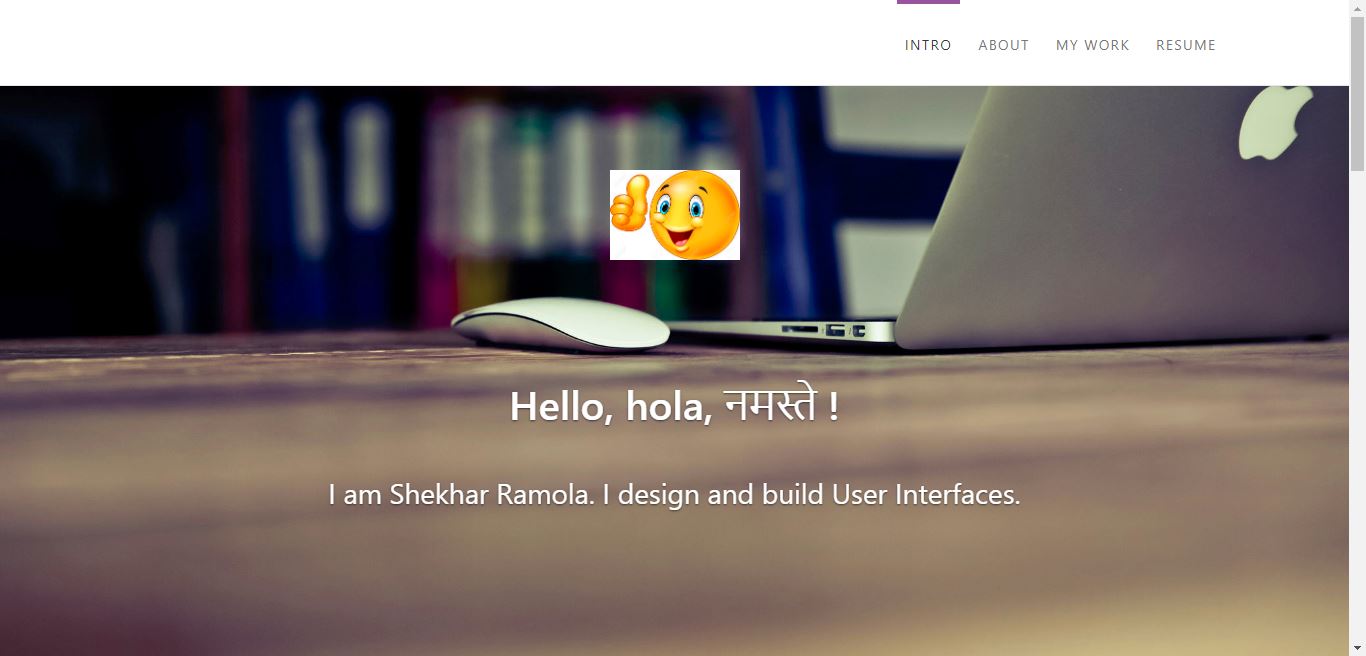 INTRO ABOUT MY WORK RESUME
Hello, hola, नमस्ते !
I am Shekhar Ramola. I design and build User Interfaces.